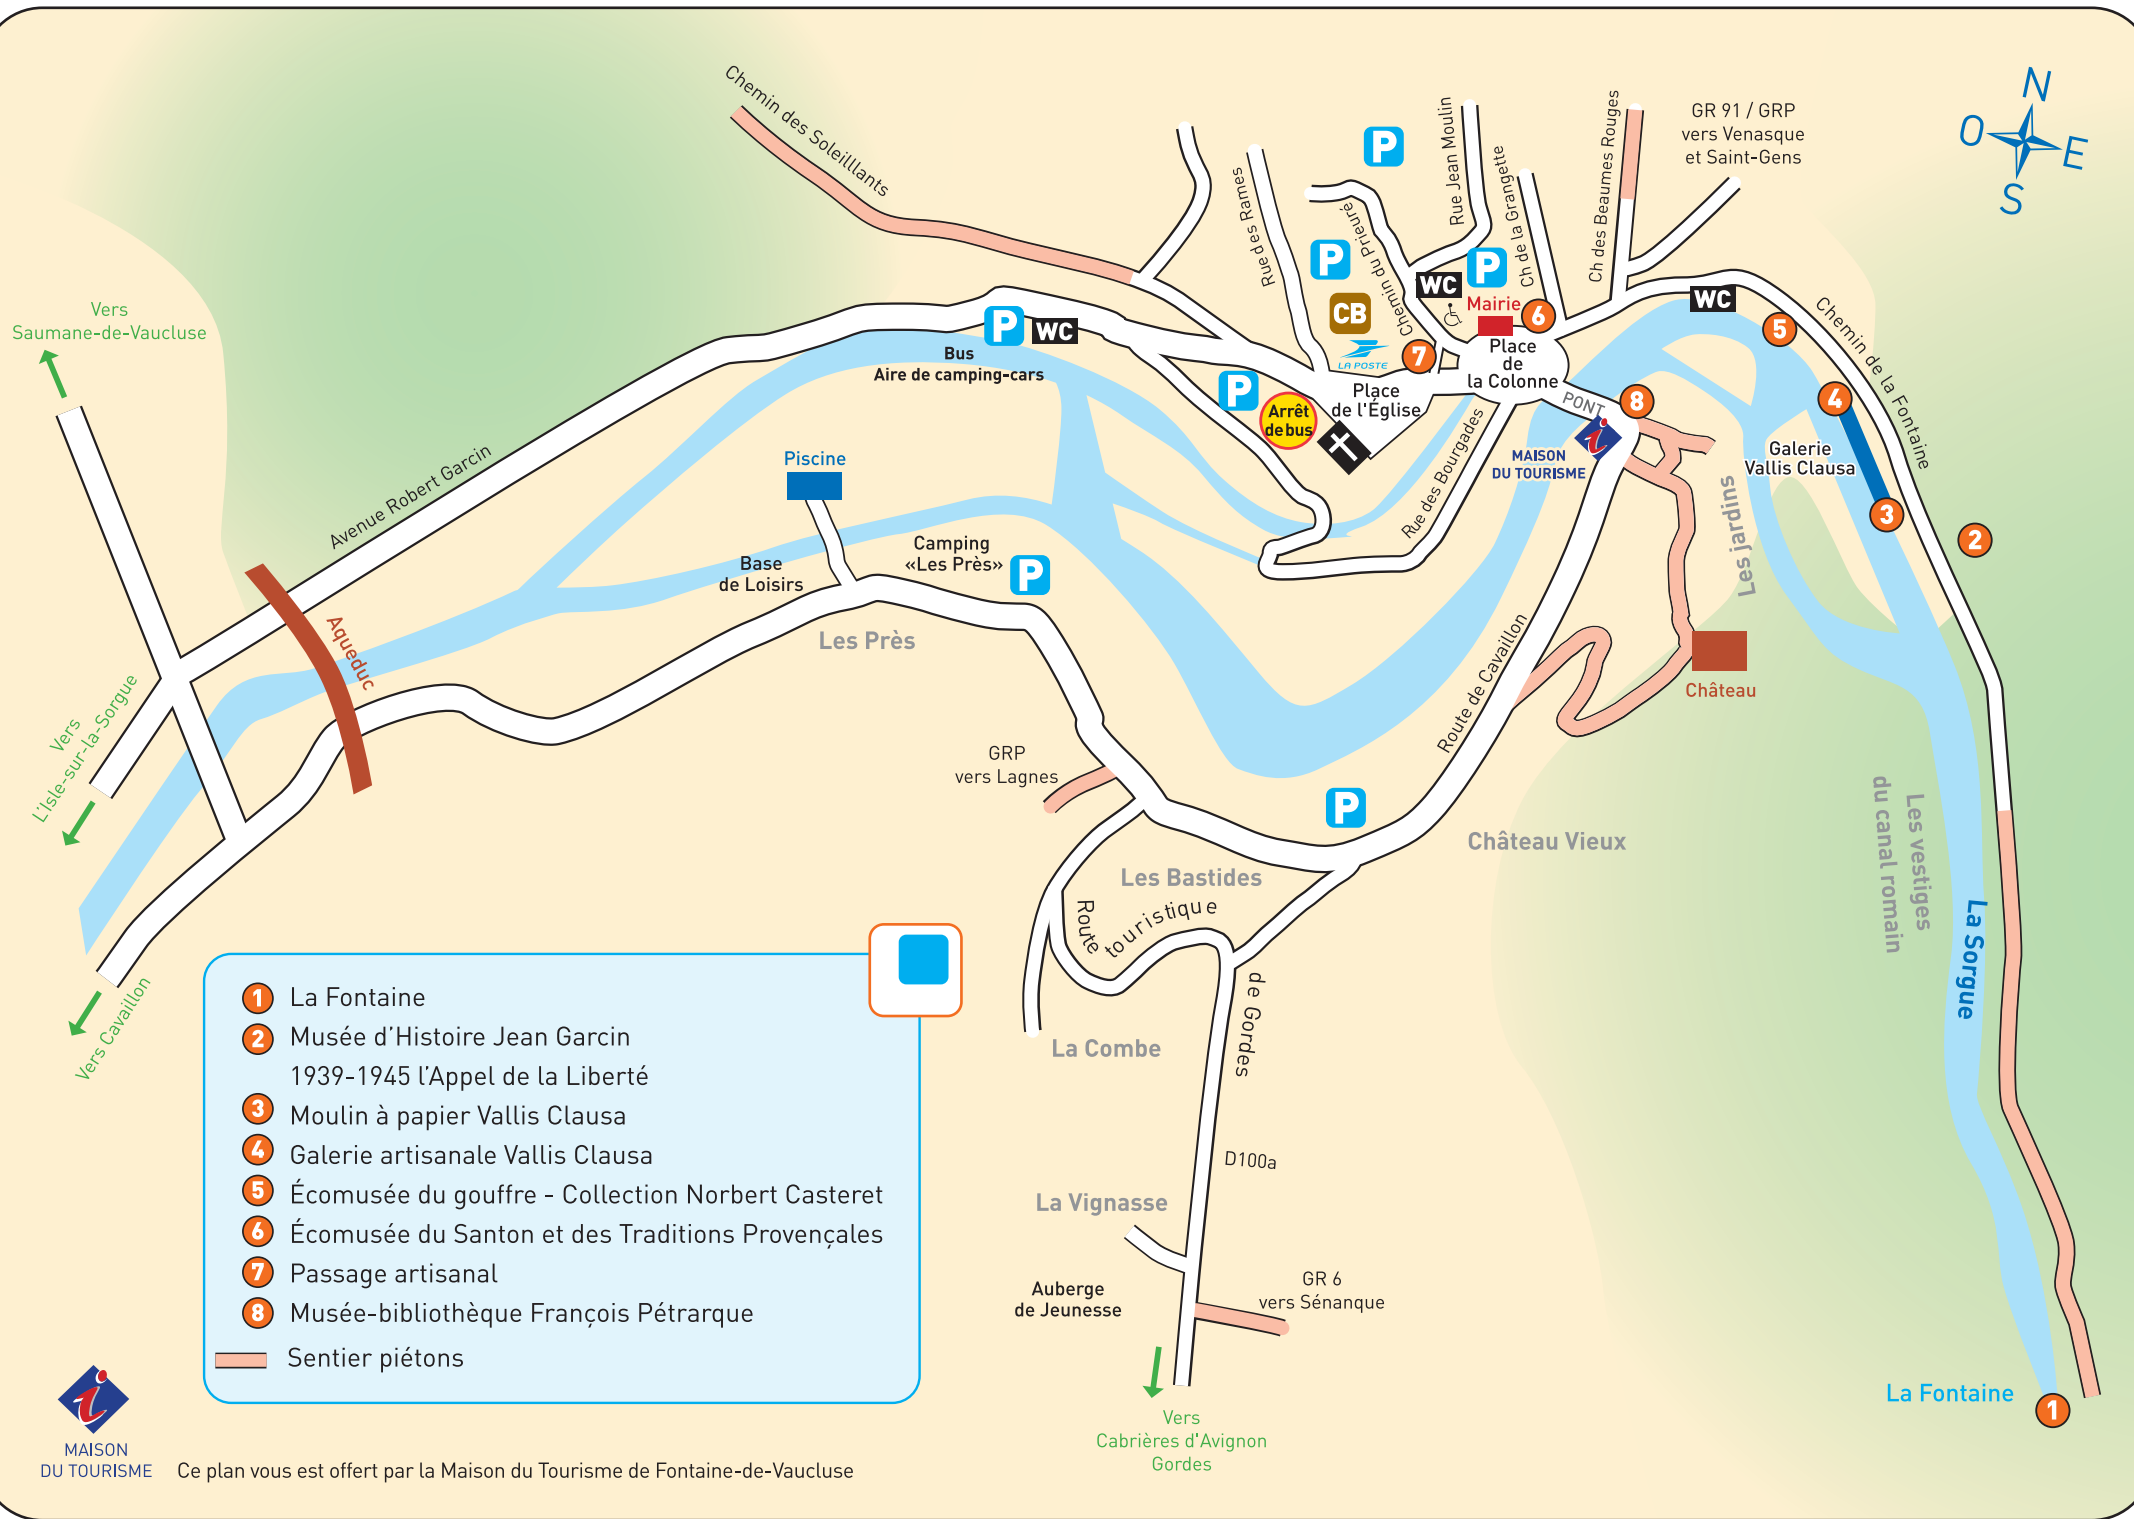 Chemin des Soleilllants
Rue des Rames
Chemin du Prieuré
Rue Jean Moulin
Ch de la Grangette
Ch des Beaumes Rouges
GR 91 / GRP
vers Venasque
et Saint-Gens
N
O
E
S
P
P
P
WC
CB
Mairie
6
LA POSTE
7
Place
de
la Colonne
WC
5
Chemin de la Fontaine
Vers
Saumane-de-Vaucluse
P
WC
Bus
Aire de camping-cars
P
Arrêt
de bus
Place
de l'Église
PONT
8
i
MAISON
DU TOURISME
4
Galerie
Vallis Clausa
3
2
Les jardins
Avenue Robert Garcin
Piscine
Rue des Bourgades
Base
de Loisirs
Camping
«Les Près»
P
Les Près
Aqueduc
Route de Cavaillon
Château
Vers
L'Isle-sur-la-Sorgue
GRP
vers Lagnes
P
Château Vieux
Les vestiges
du canal romain
La Sorgue
Les Bastides
Route
touristique
de Gordes
La Combe
Vers Cavaillon
D100a
La Vignasse
Auberge
de Jeunesse
GR 6
vers Sénanque
Vers
Cabrières d'Avignon
Gordes
La Fontaine
1
1 La Fontaine
2 Musée d'Histoire Jean Garcin
1939-1945 l'Appel de la Liberté
3 Moulin à papier Vallis Clausa
4 Galerie artisanale Vallis Clausa
5 Écomusée du gouffre - Collection Norbert Casteret
6 Écomusée du Santon et des Traditions Provençales
7 Passage artisanal
8 Musée-bibliothèque François Pétrarque
Sentier piétons
i
MAISON
DU TOURISME
Ce plan vous est offert par la Maison du Tourisme de Fontaine-de-Vaucluse